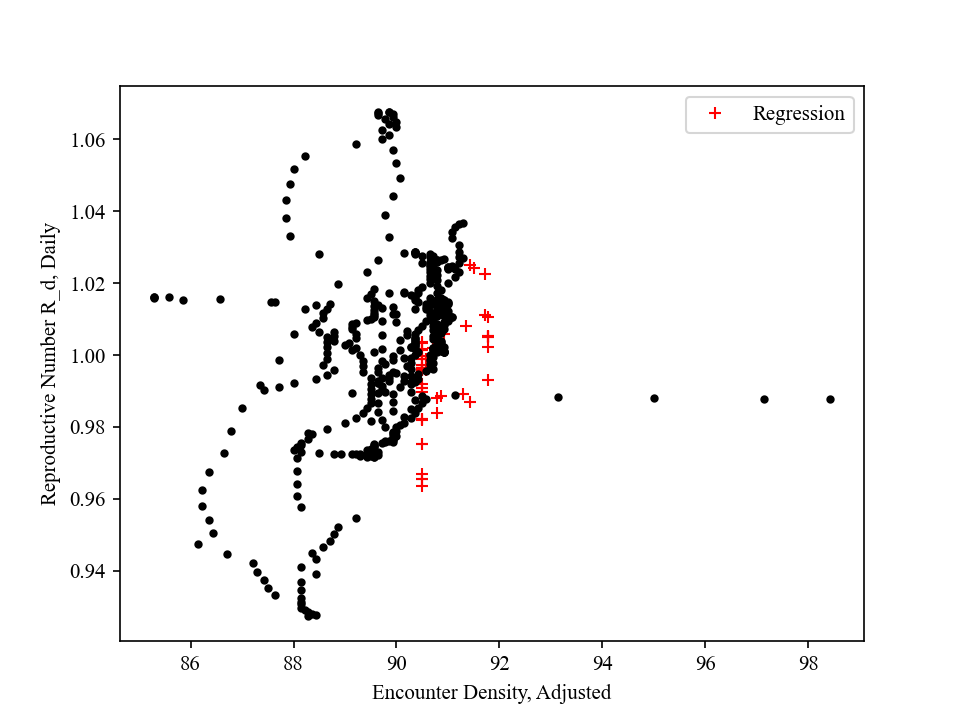 Regression
1.06
1.04
1.02
1.00
0.98
0.96
0.94
Reproductive Number R_d, Daily
86 88 90 92 94 96 98
Encounter Density, Adjusted